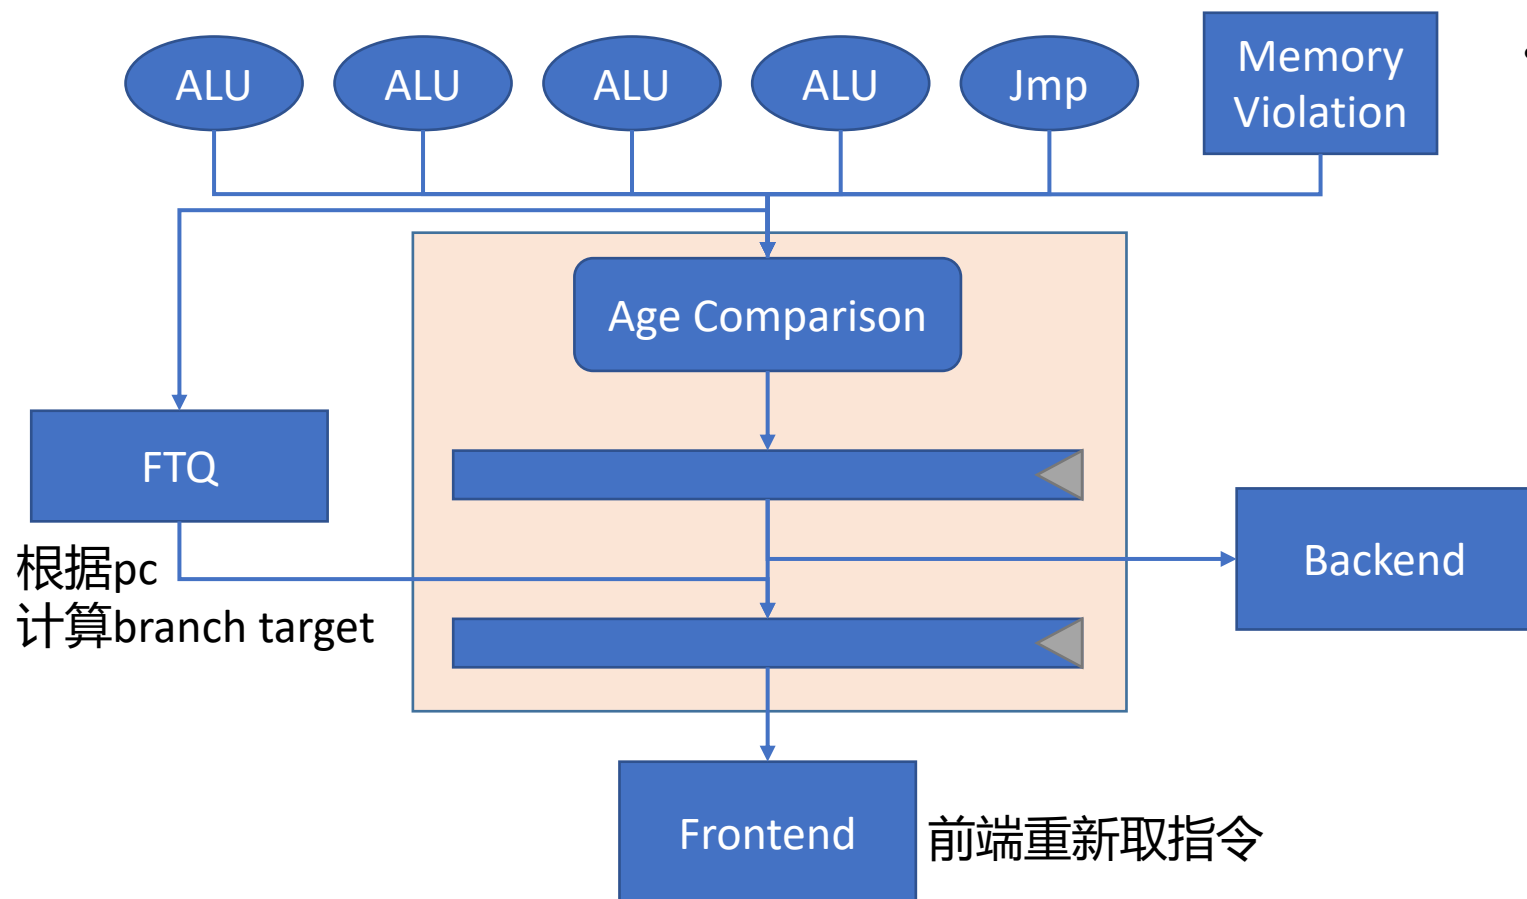 ALU
ALU
ALU
ALU
Jmp
Memory
Violation
Age Comparison
FTQ
根据pc
计算branch target
Backend
Frontend
前端重新取指令